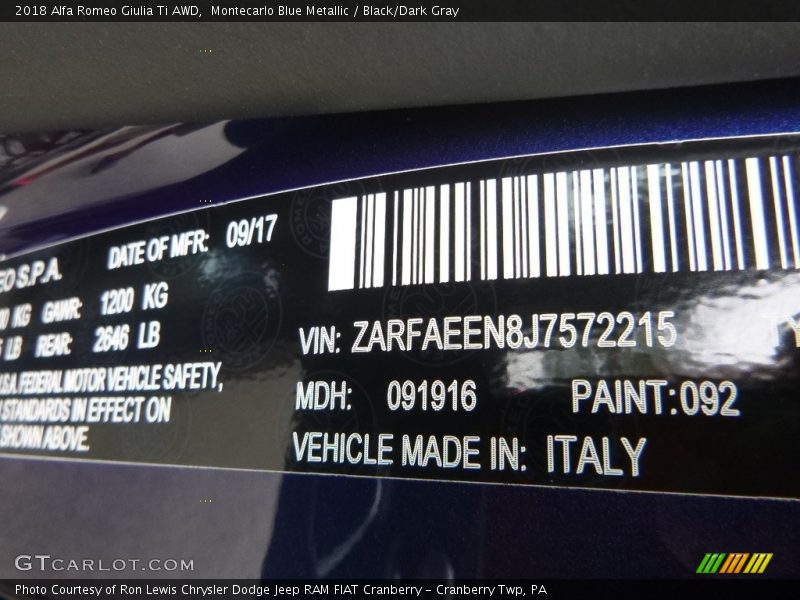 2018 Alfa Romeo Giulia Ti AWD, Montecarlo Blue Metallic / Black/Dark Gray
S.P.A. DATE OF MFR: 09/17
KG GAWR: 1200 KG
LB REAR: 2646 LB
U.S.A. FEDERAL MOTOR VEHICLE SAFETY,
STANDARDS IN EFFECT ON
SHOWN ABOVE.
VIN: ZARFAEEN8J7572215
MDH: 091916 PAINT:092
VEHICLE MADE IN: ITALY
GTCARLOT.COM
Photo Courtesy of Ron Lewis Chrysler Dodge Jeep RAM FIAT Cranberry - Cranberry Twp, PA